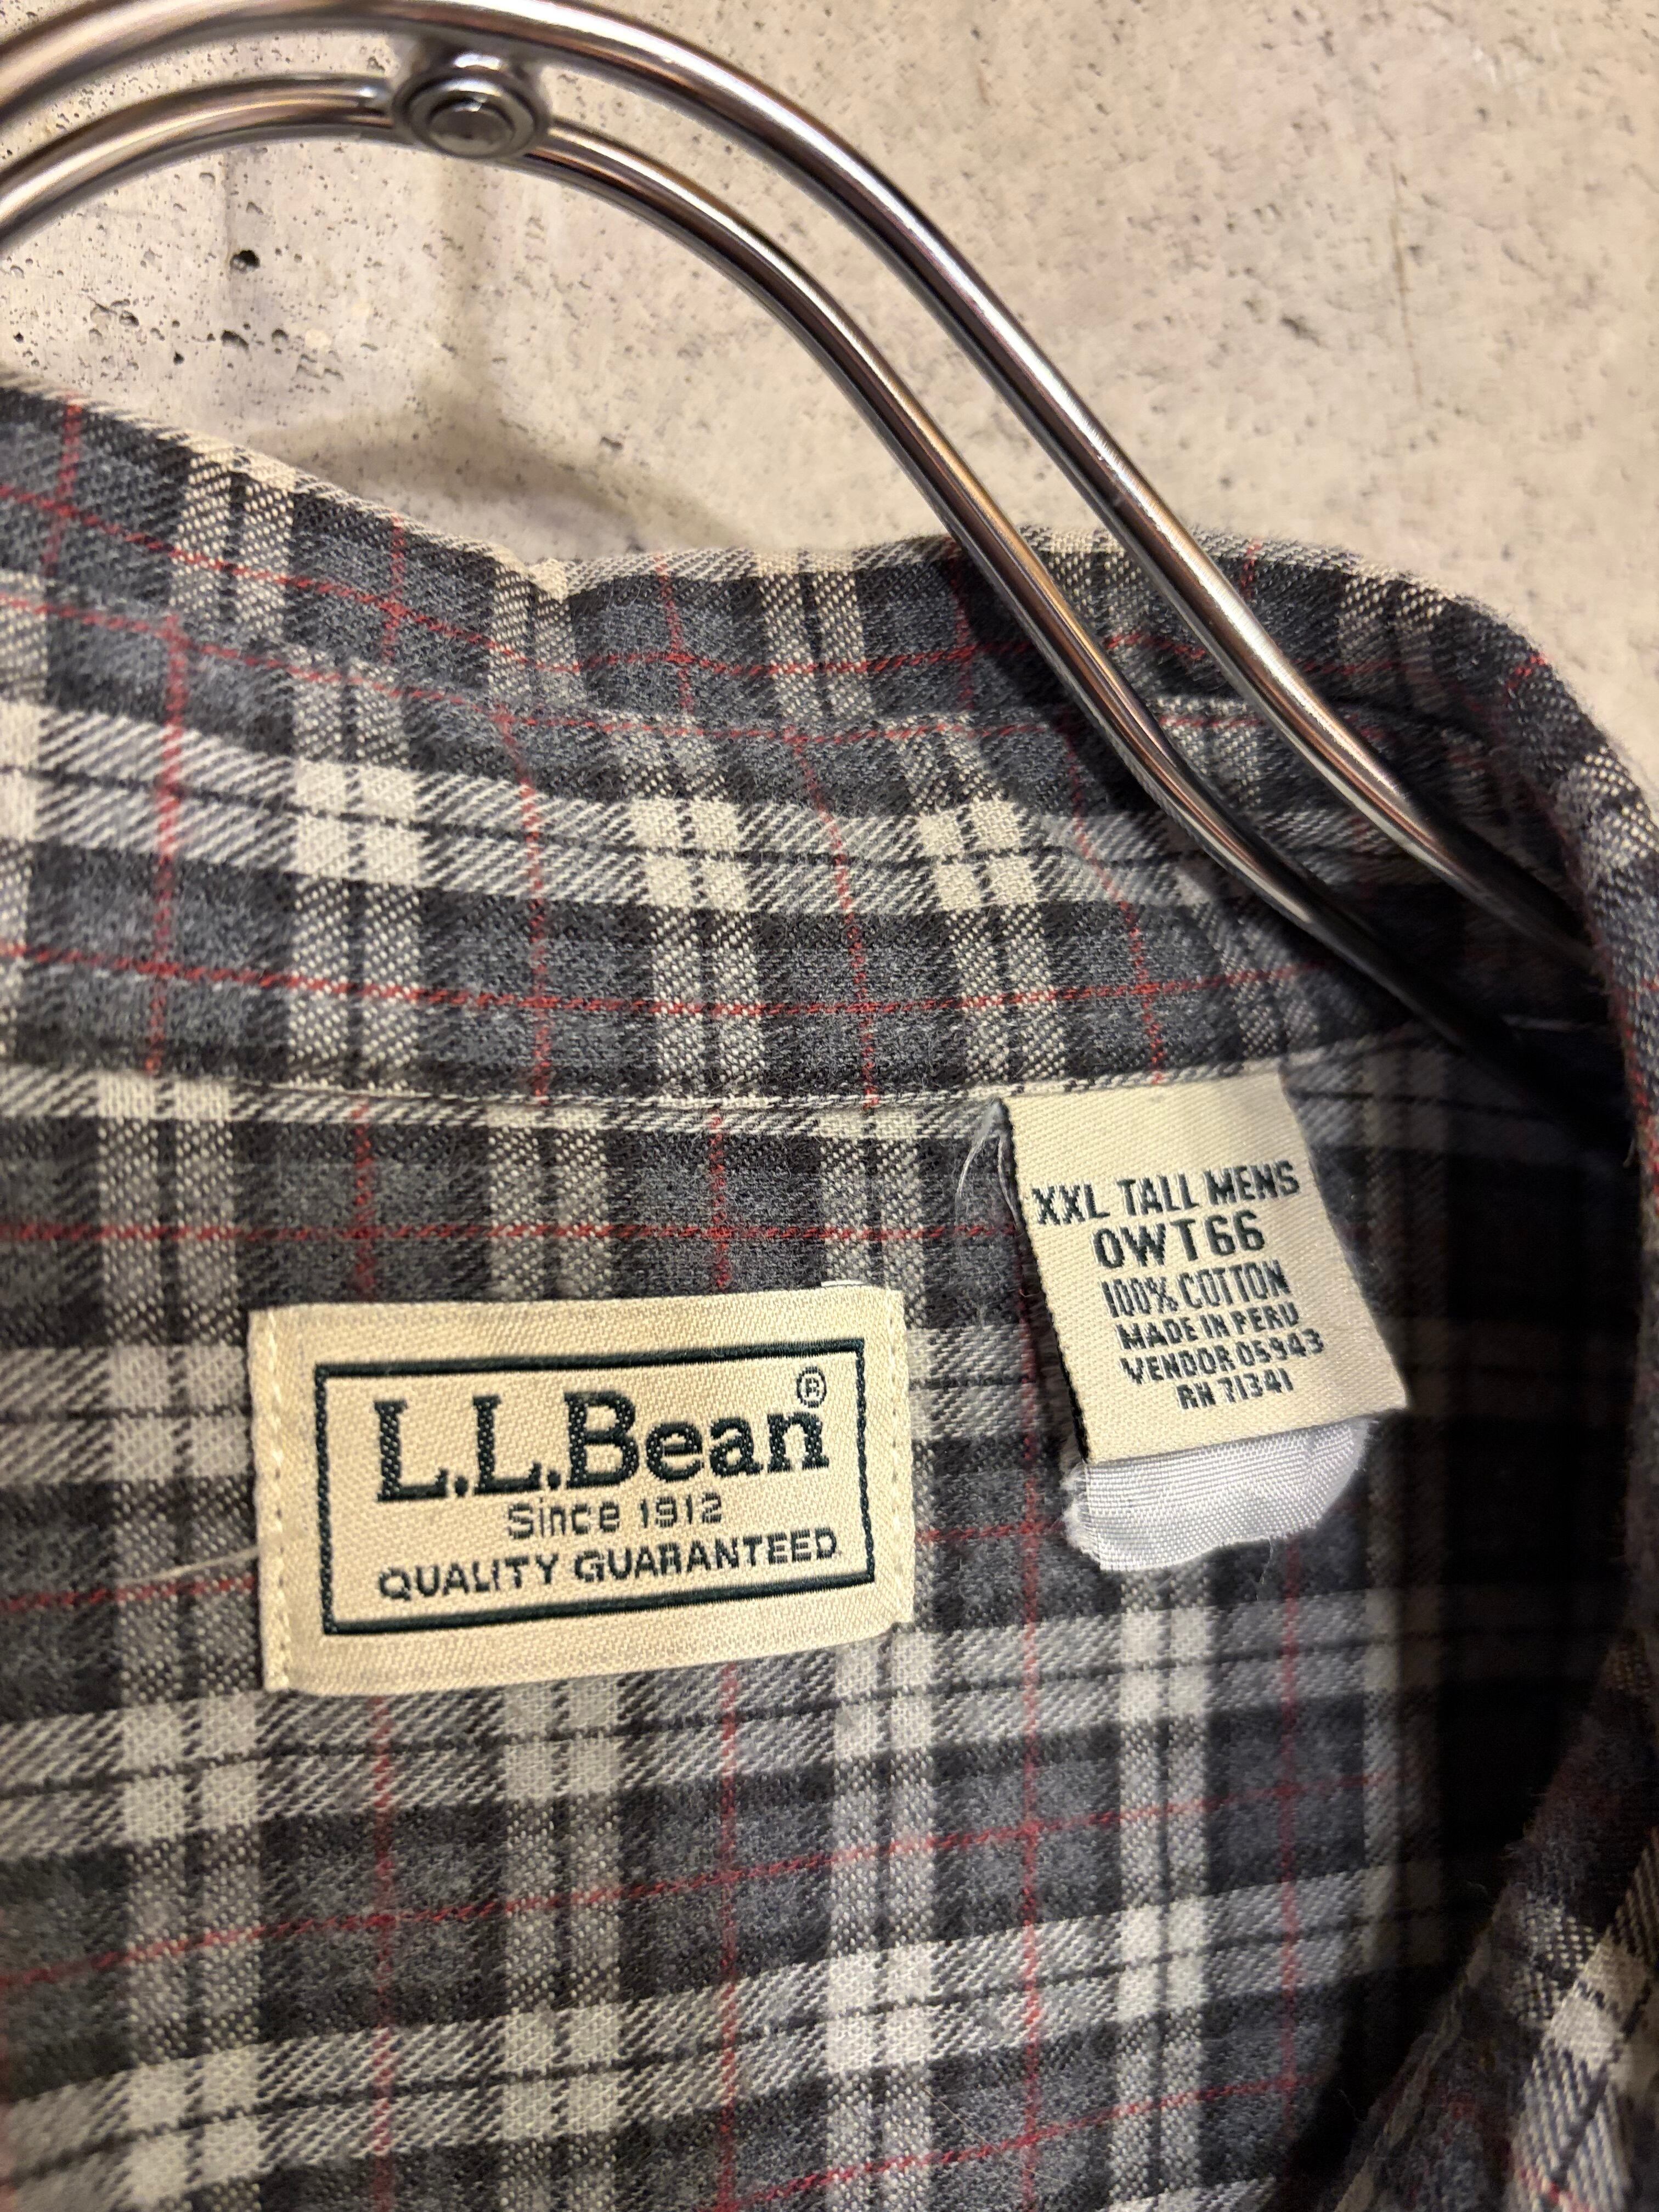 XXL TALL MENS
0WT66
100% COTTON
MADE IN PERU
VENDOR 05943
RN 71341
L.L.Bean®
Since 1912
QUALITY GUARANTEED